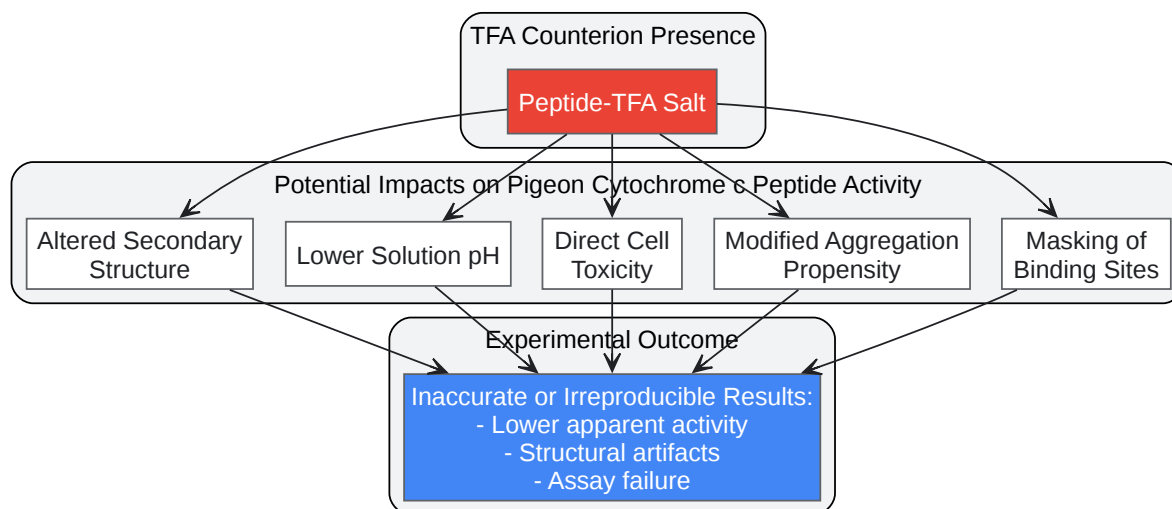 TFA Counterion Presence
Peptide-TFA Salt
Potential Impacts on Pigeon Cytochrome c Peptide Activity
Altered Secondary
Structure
Lower Solution pH
Direct Cell
Toxicity
Modified Aggregation
Propensity
Masking of
Binding Sites
Experimental Outcome
Inaccurate or Irreproducible Results:
- Lower apparent activity
- Structural artifacts
- Assay failure